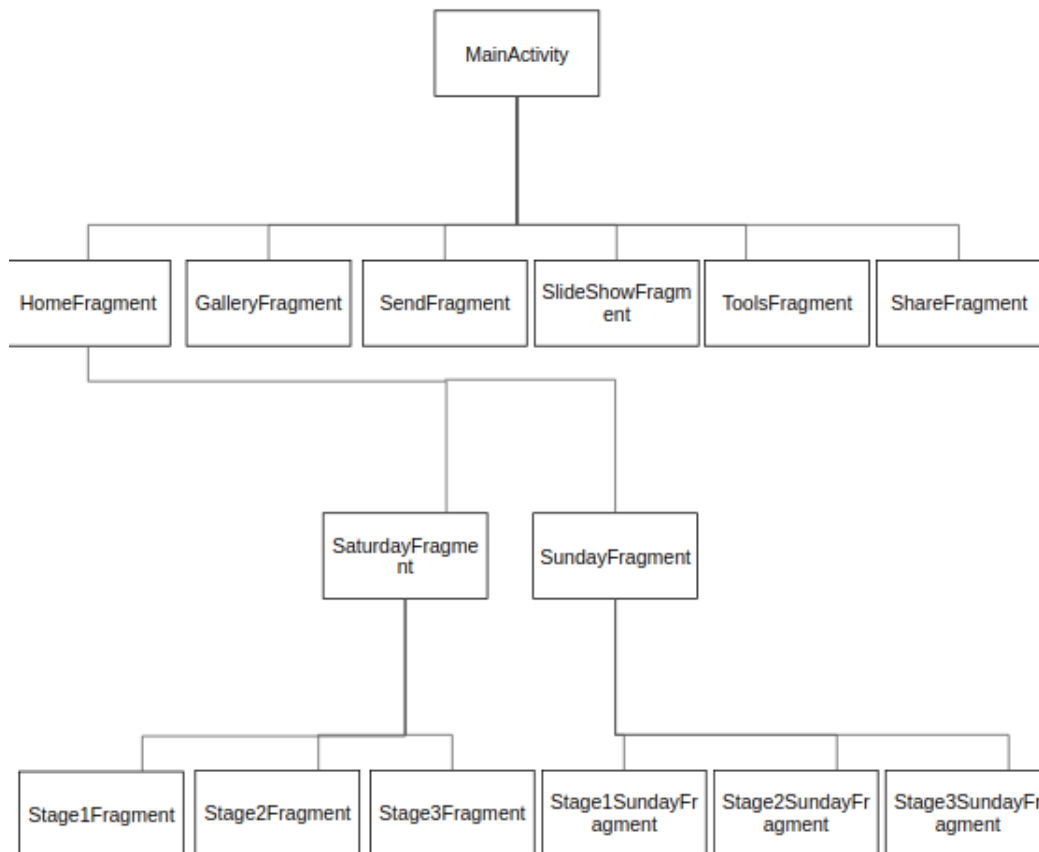 MainActivity
HomeFragment
GalleryFragment
SendFragment
SlideShowFragm
ent
ToolsFragment
ShareFragment
SaturdayFragme
nt
SundayFragment
Stage1Fragment
Stage2Fragment
Stage3Fragment
Stage1SundayFr
agment
Stage2SundayFr
agment
Stage3SundayFr
agment